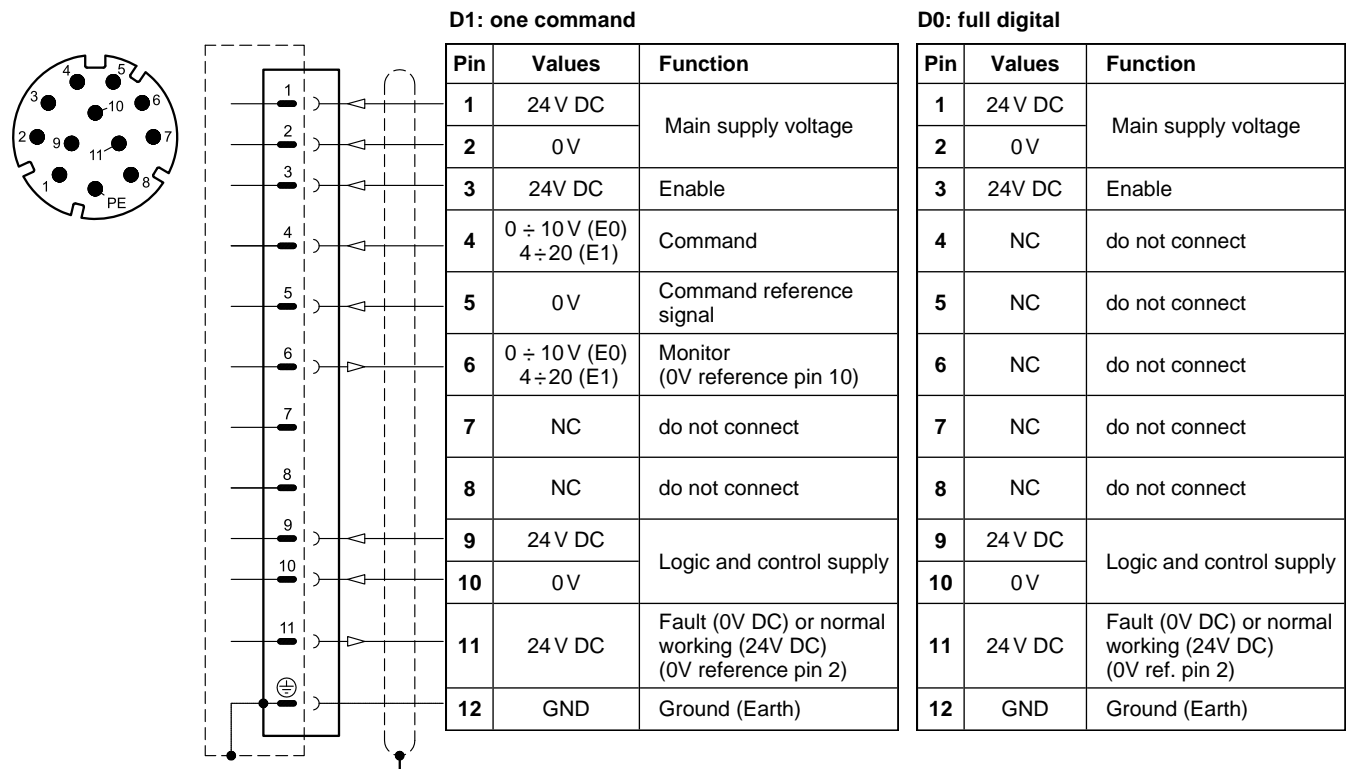 D1: one command
D0: full digital
4
5
3
10
6
2
9
11
7
1
8
PE
1
2
3
4
5
6
7
8
9
10
11
Pin Values Function
1 24 V DC Main supply voltage
2 0 V
3 24V DC Enable
4 0 ÷ 10 V (E0) Command
4 ÷ 20 (E1)
5 0 V Command reference
signal
6 0 ÷ 10 V (E0) Monitor
4 ÷ 20 (E1) (0V reference pin 10)
7 NC do not connect
8 NC do not connect
9 24 V DC Logic and control supply
10 0 V
11 24 V DC Fault (0V DC) or normal
working (24V DC)
(0V reference pin 2)
12 GND Ground (Earth)
Pin Values Function
1 24 V DC Main supply voltage
2 0 V
3 24V DC Enable
4 NC do not connect
5 NC do not connect
6 NC do not connect
7 NC do not connect
8 NC do not connect
9 24 V DC Logic and control supply
10 0 V
11 24 V DC Fault (0V DC) or normal
working (24V DC)
(0V ref. pin 2)
12 GND Ground (Earth)